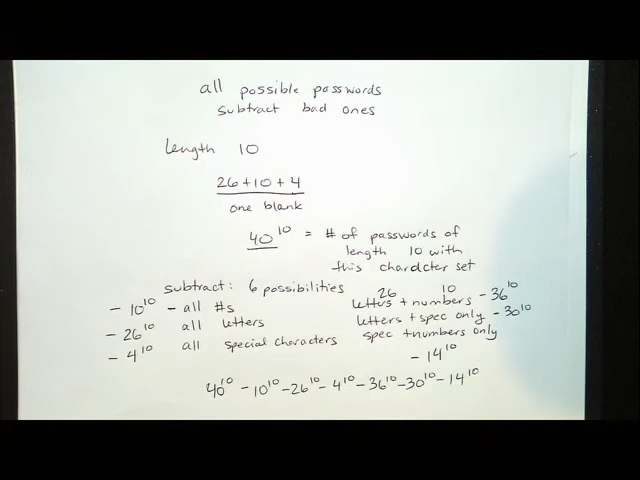 all possible passwords
subtract bad ones
length 10
26+10+4
one blank
40^10 = # of passwords of
length 10 with
this character set
subtract: 6 possibilities
- 10^10 - all #s
- 26^10 all letters
- 4^10 all special characters
26 10
letters + numbers - 36^10
letters + spec only - 30^10
spec + numbers only
- 14^10
40^10 - 10^10 - 26^10 - 4^10 - 36^10 - 30^10 - 14^10